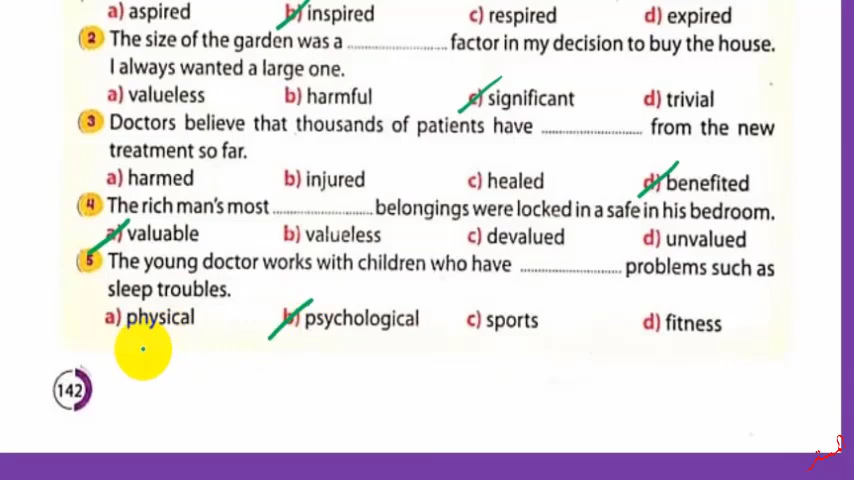 a) aspired b) inspired c) respired d) expired
2 The size of the garden was a ........................ factor in my decision to buy the house.
I always wanted a large one.
a) valueless b) harmful c) significant d) trivial
3 Doctors believe that thousands of patients have ........................ from the new
treatment so far.
a) harmed b) injured c) healed d) benefited
4 The rich man's most ........................ belongings were locked in a safe in his bedroom.
a) valuable b) valueless c) devalued d) unvalued
5 The young doctor works with children who have ........................ problems such as
sleep troubles.
a) physical b) psychological c) sports d) fitness
142